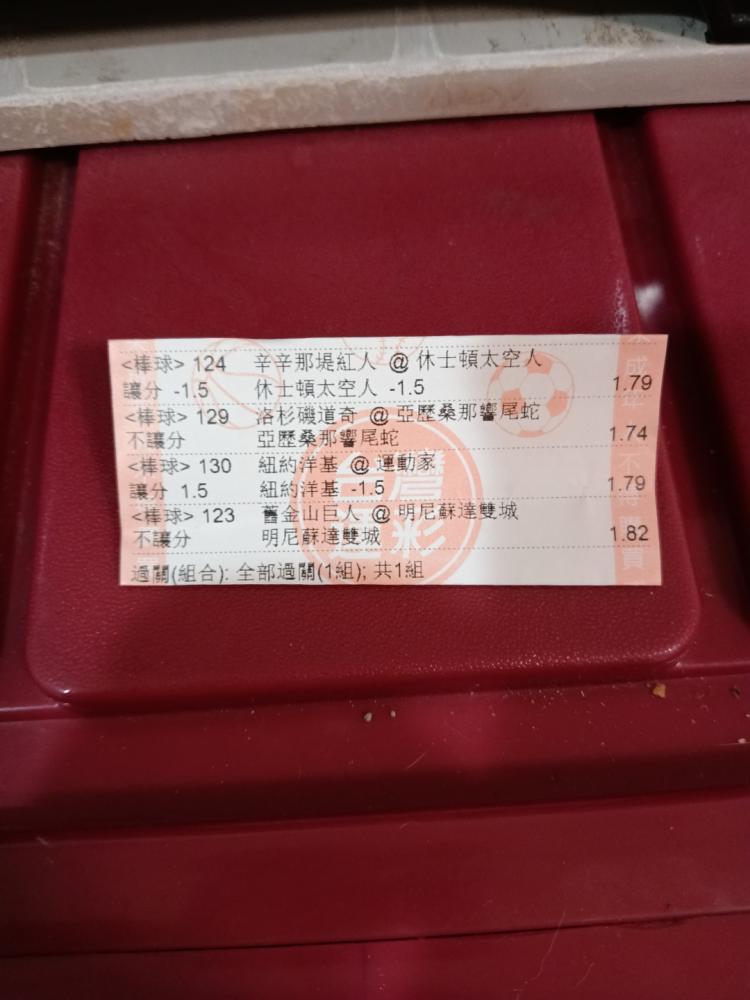 <棒球> 124 辛辛那堤紅人 @ 休士頓太空人
讓分 -1.5 休士頓太空人 -1.5 1.79
<棒球> 129 洛杉磯道奇 @ 亞歷桑那響尾蛇
不讓分 亞歷桑那響尾蛇 1.74
<棒球> 130 紐約洋基 @ 運動家
讓分 1.5 紐約洋基 -1.5 1.79
<棒球> 123 舊金山巨人 @ 明尼蘇達雙城
不讓分 明尼蘇達雙城 1.82
過關(組合): 全部過關(1組); 共1組
台灣
運彩